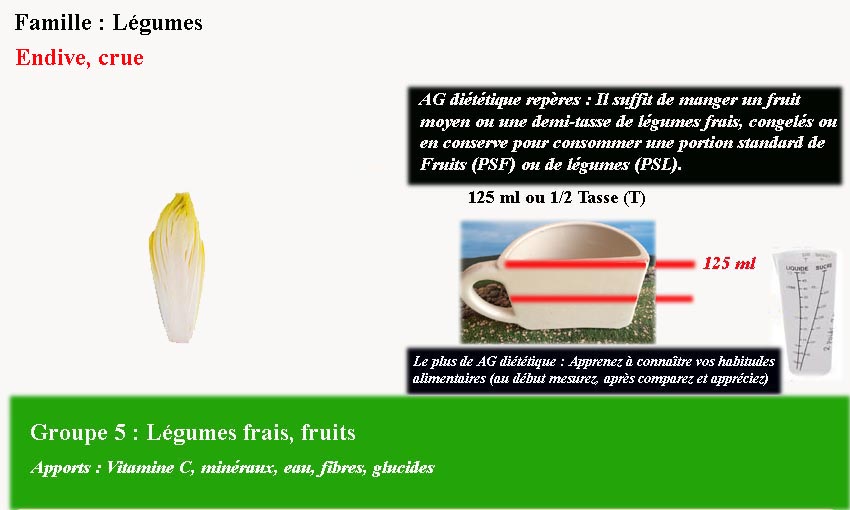 Famille : Légumes
Endive, crue
AG diététique repères : Il suffit de manger un fruit
moyen ou une demi-tasse de légumes frais, congelés ou
en conserve pour consommer une portion standard de
Fruits (PSF) ou de légumes (PSL).
125 ml ou 1/2 Tasse (T)
125 ml
LIQUIDE SUCRE
Le plus de AG diététique : Apprenez à connaître vos habitudes
alimentaires (au début mesurez, après comparez et appréciez)
Groupe 5 : Légumes frais, fruits
Apports : Vitamine C, minéraux, eau, fibres, glucides